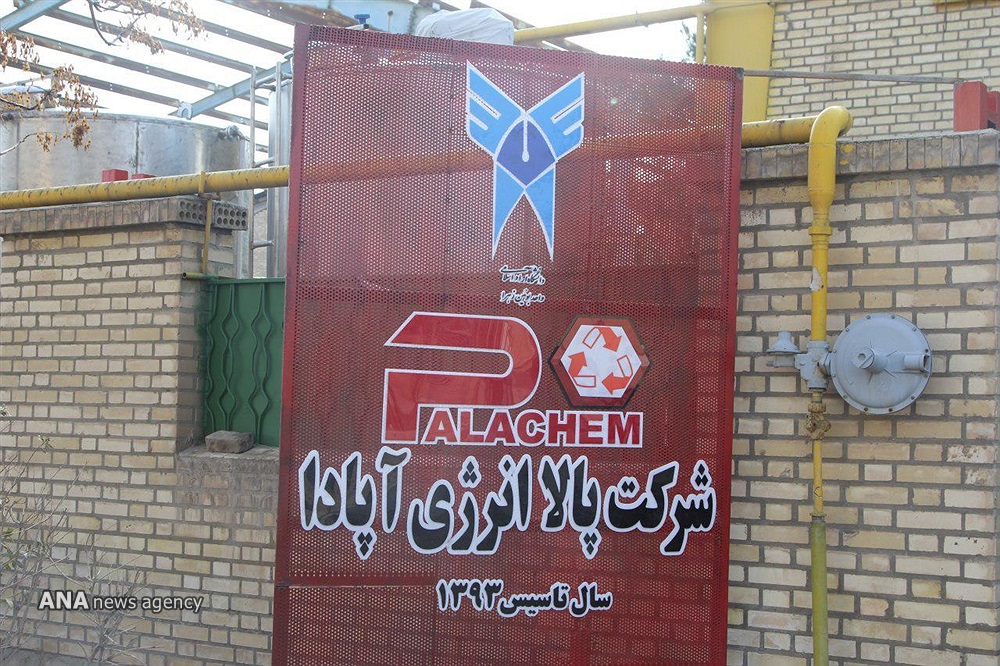 PALACHEM
شرکت پالا انرژی آپادا
سال تاسیس ۱۳۹۳
ANA news agency